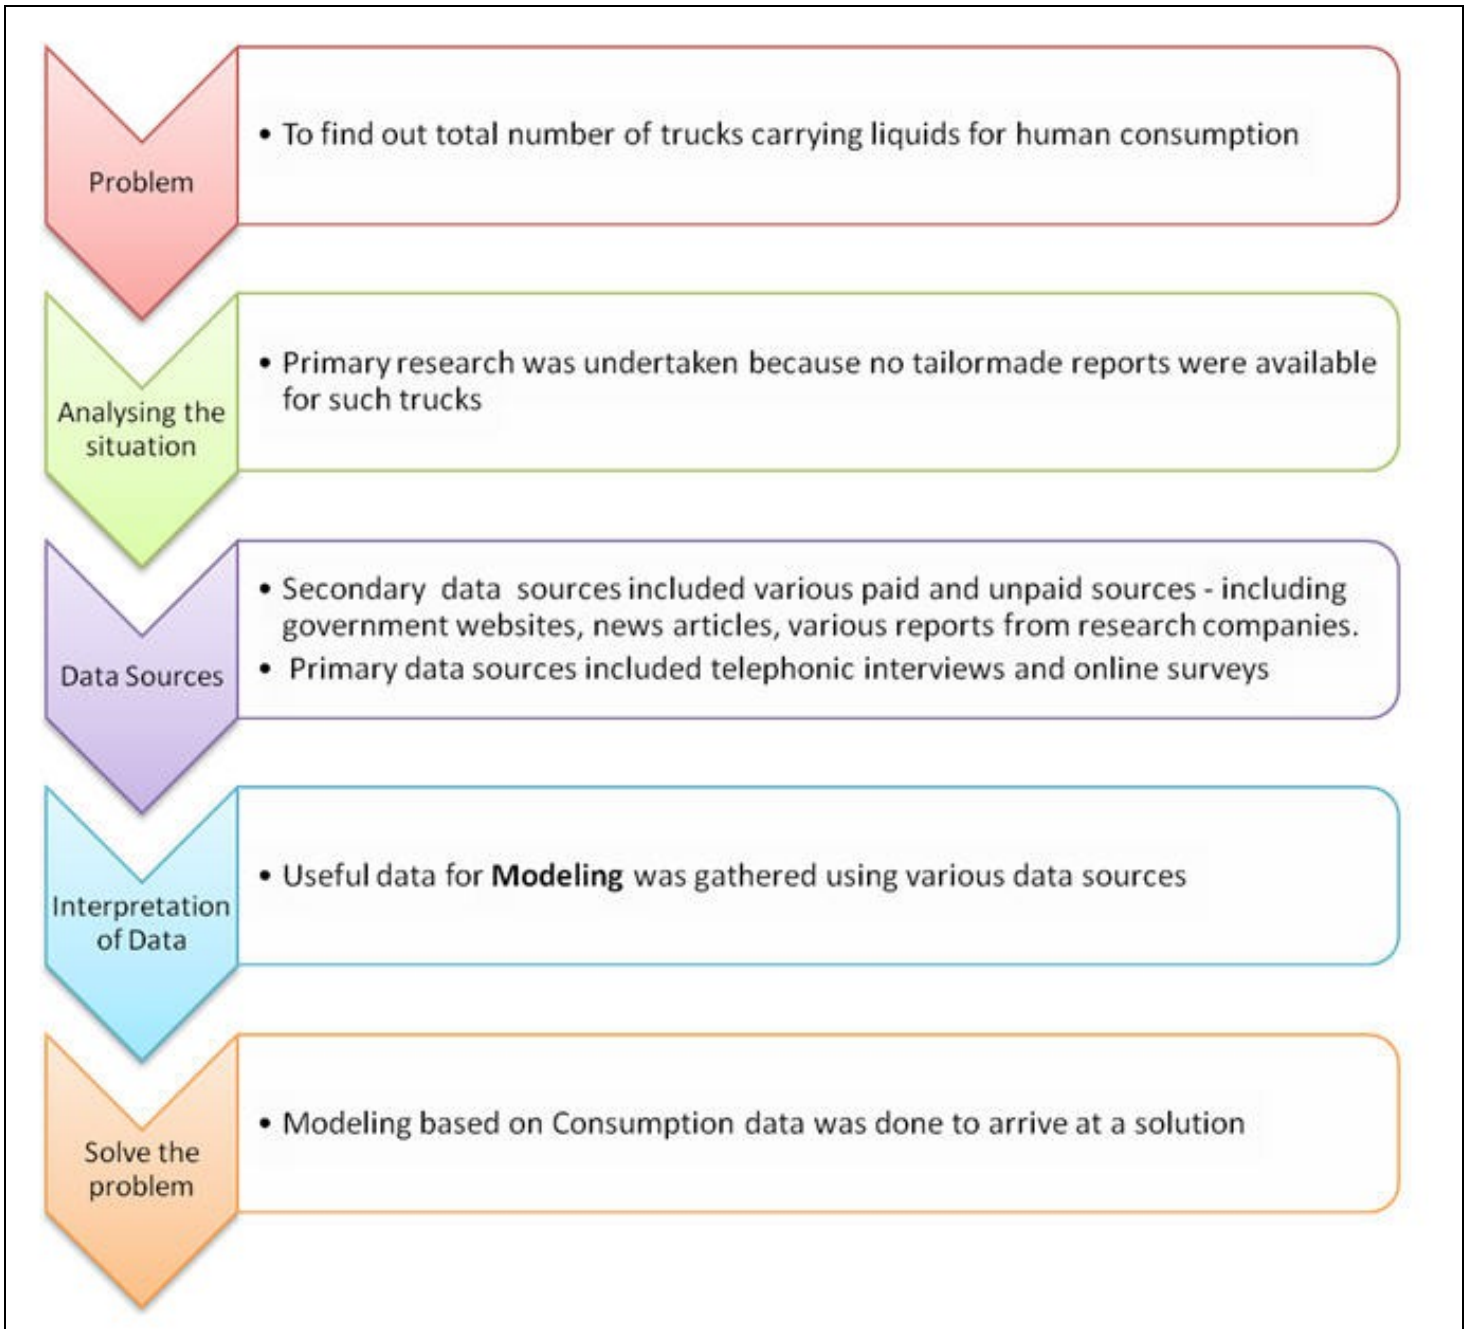 Problem
• To find out total number of trucks carrying liquids for human consumption
Analysing the
situation
• Primary research was undertaken because no tailormade reports were available
for such trucks
Data Sources
• Secondary data sources included various paid and unpaid sources - including
government websites, news articles, various reports from research companies.
• Primary data sources included telephonic interviews and online surveys
Interpretation
of Data
• Useful data for Modeling was gathered using various data sources
Solve the
problem
• Modeling based on Consumption data was done to arrive at a solution